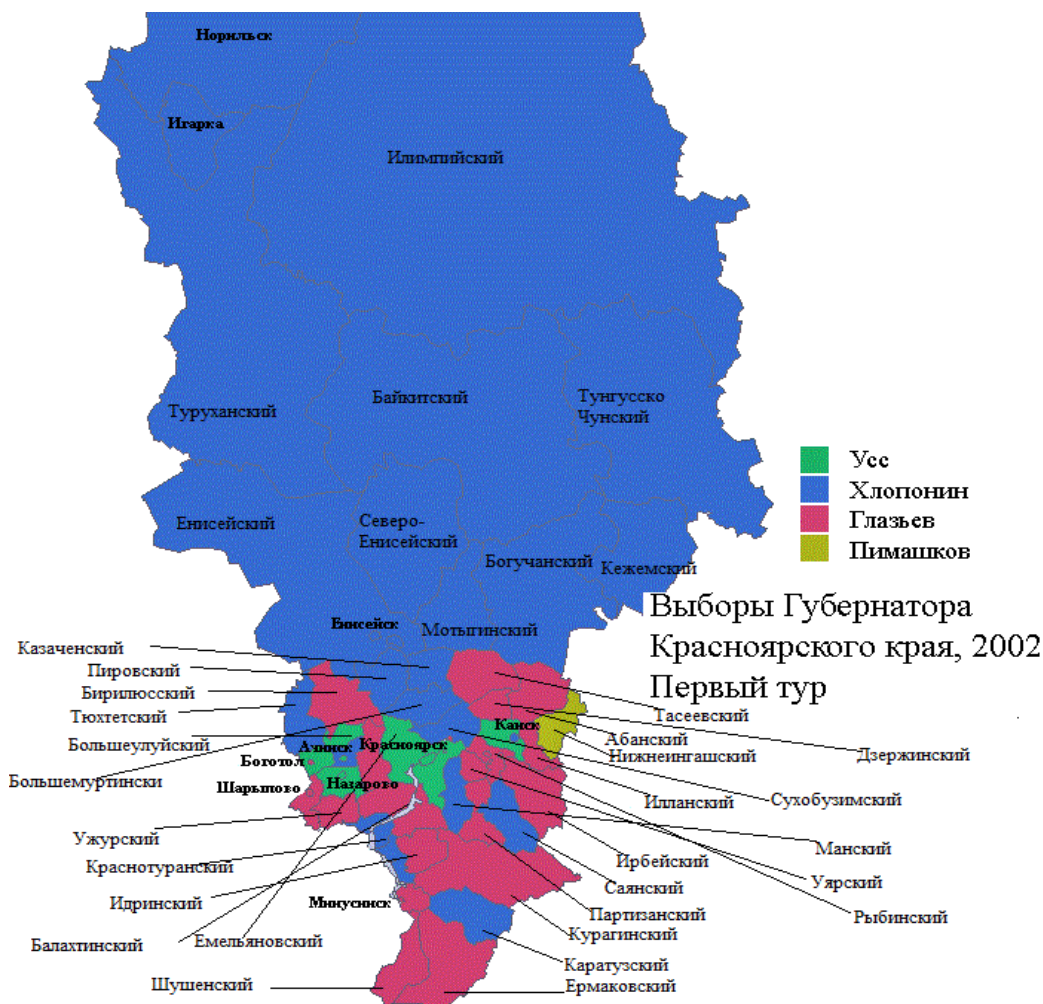 Норильск
Игарка
Илимпийский
Байкитский
Тунгусско
Чунский
Туруханский
Усс
Хлопонин
Глазьев
Пимашков
Енисейский
Северо-
Енисейский
Богучанский
Кежемский
Выборы Губернатора
Красноярского края, 2002
Первый тур
Енисейск
Мотыгинский
Казаченский
Пировский
Бирилюсский
Тюхтетский
Большеулуйский
Большемуртински
Тасеевский
Канск
Абанский
Нижнеингашский
Дзержинский
Ачинск
Красноярск
Боготол
Шарыпово
Назарово
Илланский
Сухобузимский
Ужурский
Краснотуранский
Идринский
Минусинск
Балахтинский
Емельяновский
Шушенский
Ирбейский
Манский
Саянский
Уярский
Партизанский
Рыбинский
Курагинский
Каратузский
Ермаковский